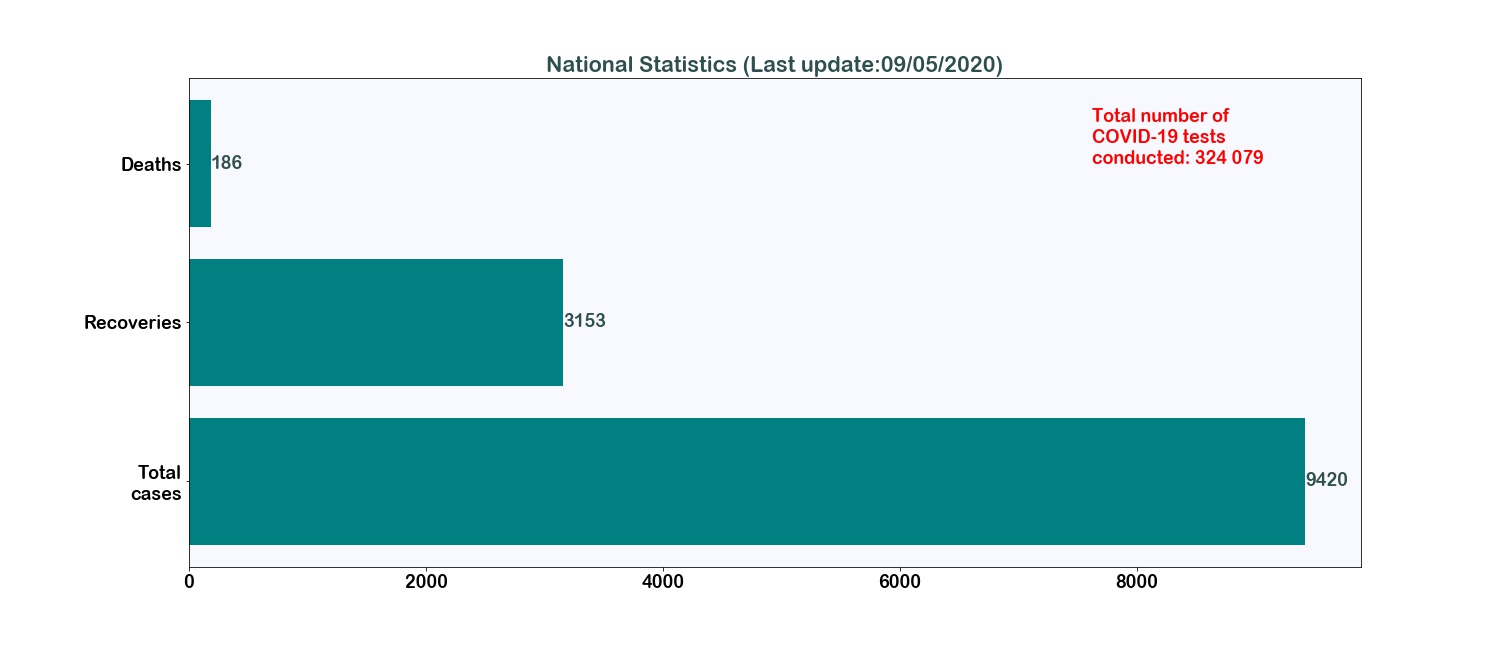 National Statistics (Last update:09/05/2020)
Total number of
COVID-19 tests
conducted: 324 079
Deaths
186
Recoveries
3153
Total
cases
9420
0 2000 4000 6000 8000